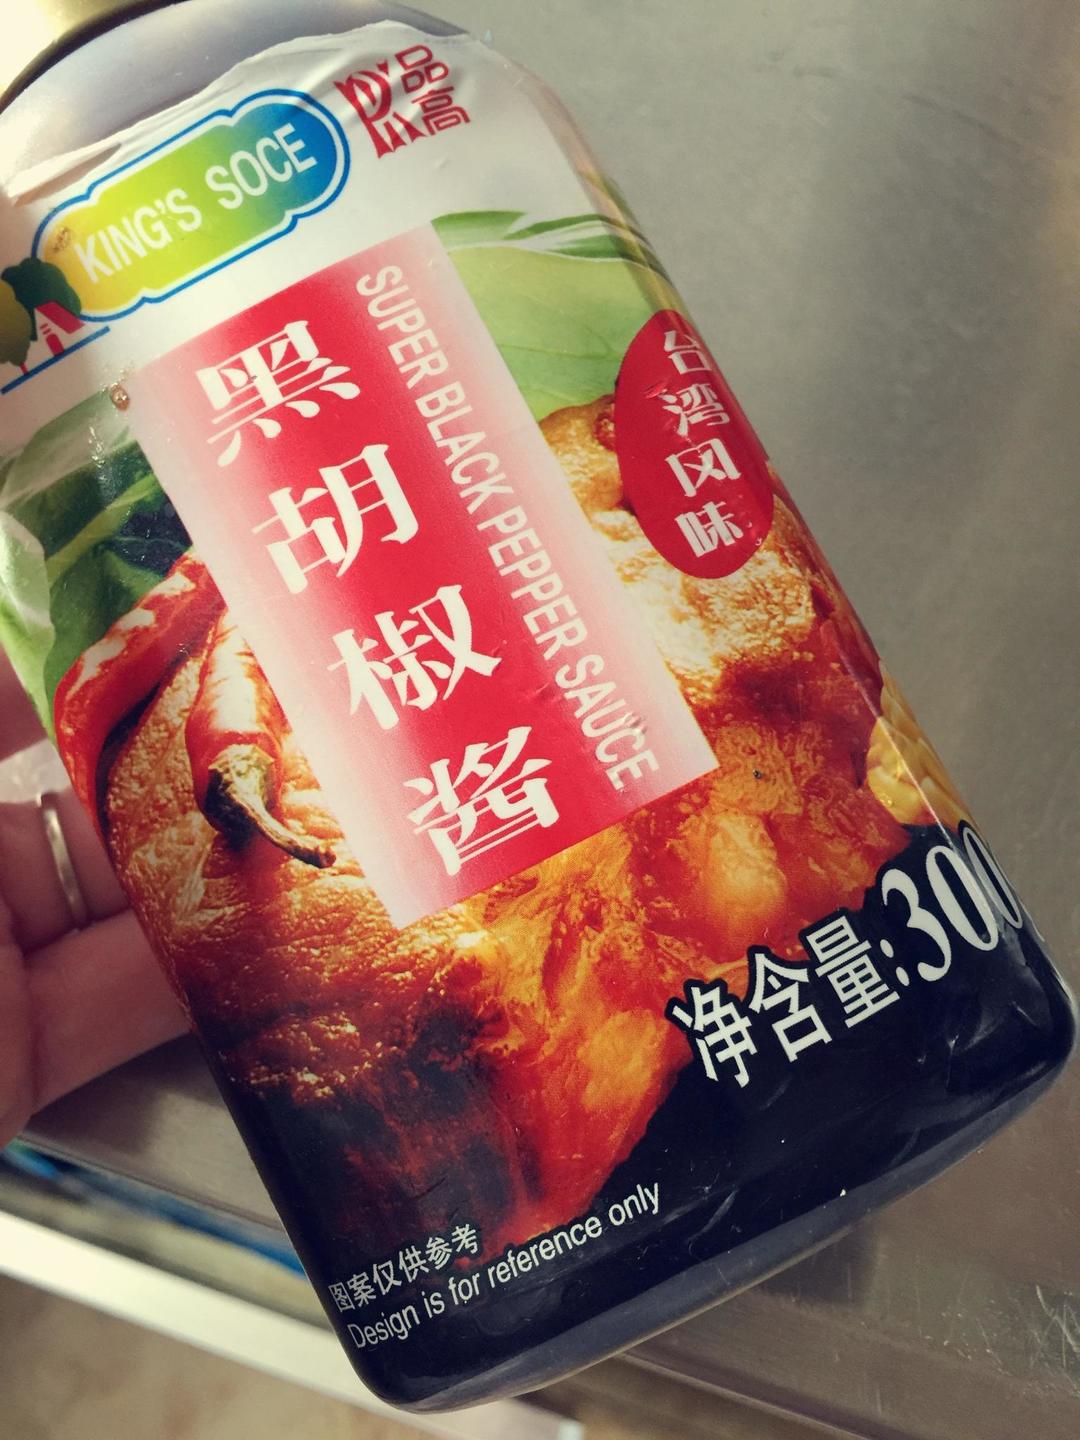 KING'S SOCE
品高
黑胡椒酱
SUPER BLACK PEPPER SAUCE
台湾风味
净含量:300
图案仅供参考
Design is for reference only